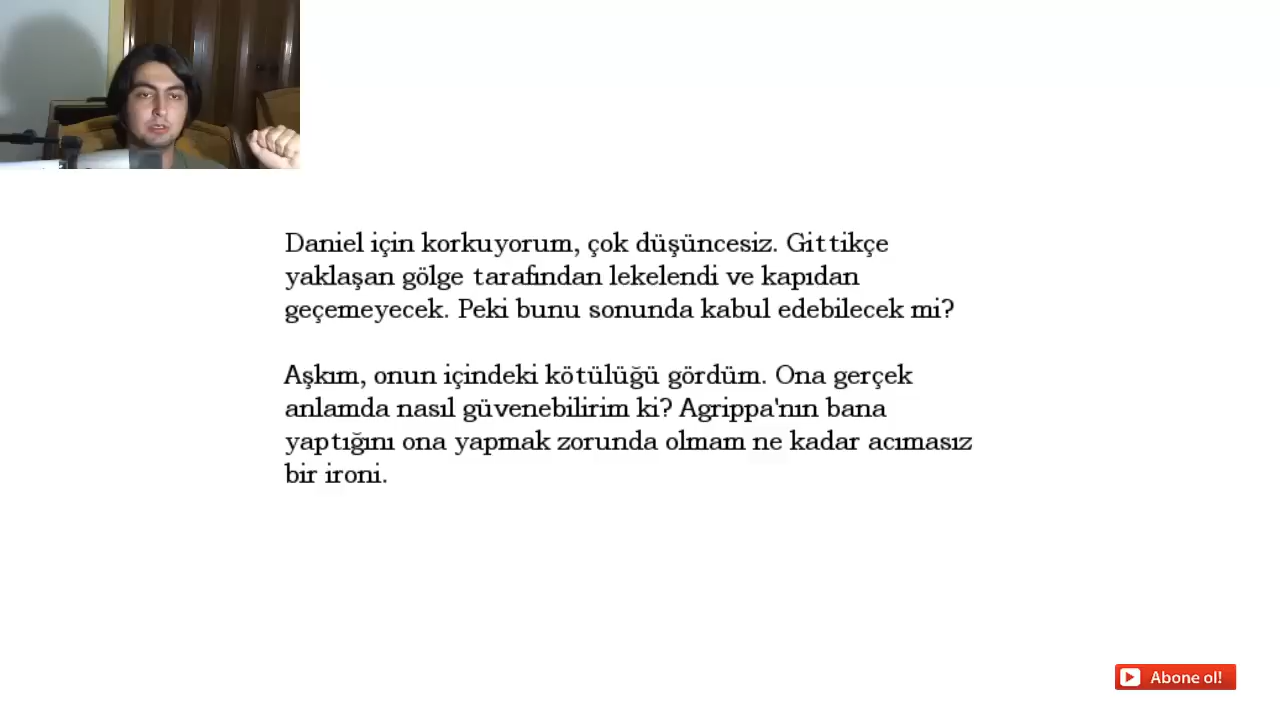 Daniel için korkuyorum, çok düşüncesiz. Gittikçe
yaklaşan gölge tarafından lekelendi ve kapıdan
geçemeyecek. Peki bunu sonunda kabul edebilecek mi?
Aşkım, onun içindeki kötülüğü gördüm. Ona gerçek
anlamda nasıl güvenebilirim ki? Agrippa'nın bana
yaptığını ona yapmak zorunda olmam ne kadar acımasız
bir ironi.
Abone ol!